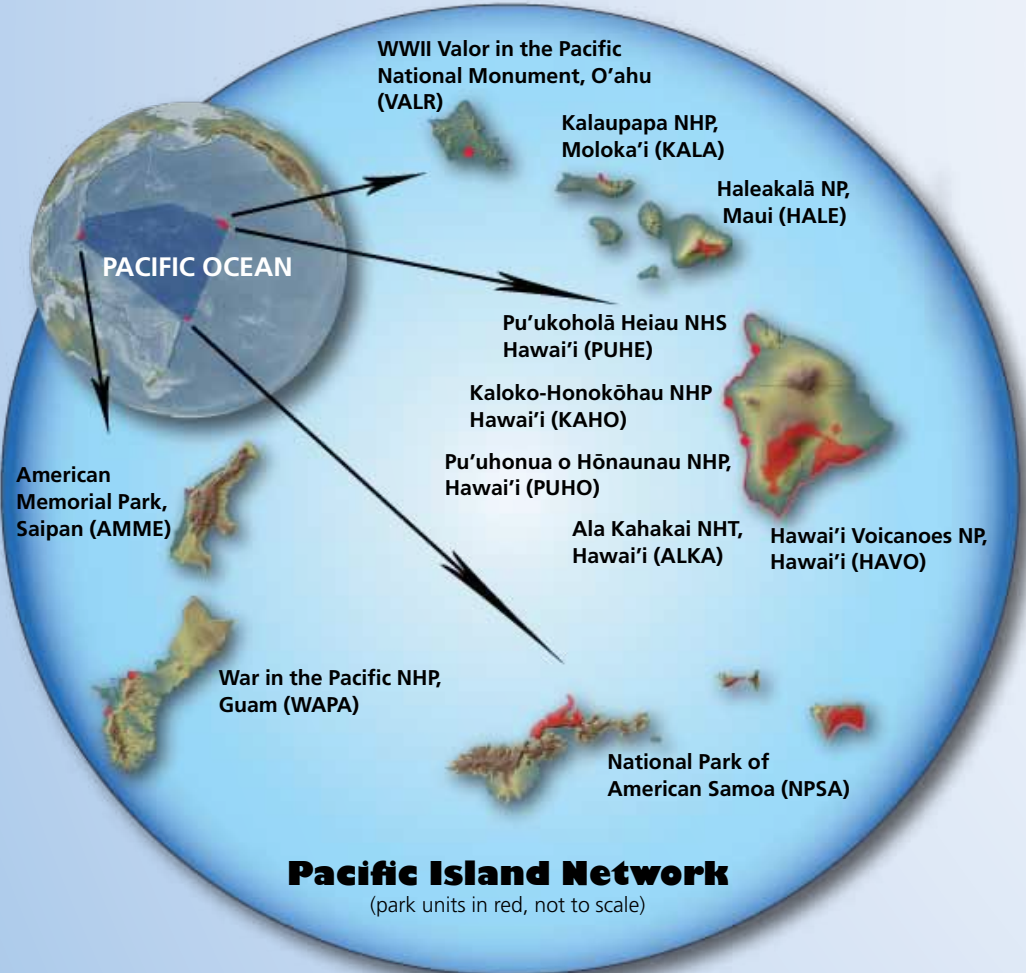 WWII Valor in the Pacific
National Monument, O'ahu
(VALR)
Kalaupapa NHP,
Moloka'i (KALA)
Haleakalā NP,
Maui (HALE)
PACIFIC OCEAN
Pu'ukoholā Heiau NHS
Hawai'i (PUHE)
Kaloko-Honokōhau NHP
Hawai'i (KAHO)
Pu'uhonua o Hōnaunau NHP,
Hawai'i (PUHO)
Ala Kahakai NHT,
Hawai'i (ALKA)
Hawai'i Voicanoes NP,
Hawai'i (HAVO)
American
Memorial Park,
Saipan (AMME)
War in the Pacific NHP,
Guam (WAPA)
National Park of
American Samoa (NPSA)
Pacific Island Network
(park units in red, not to scale)